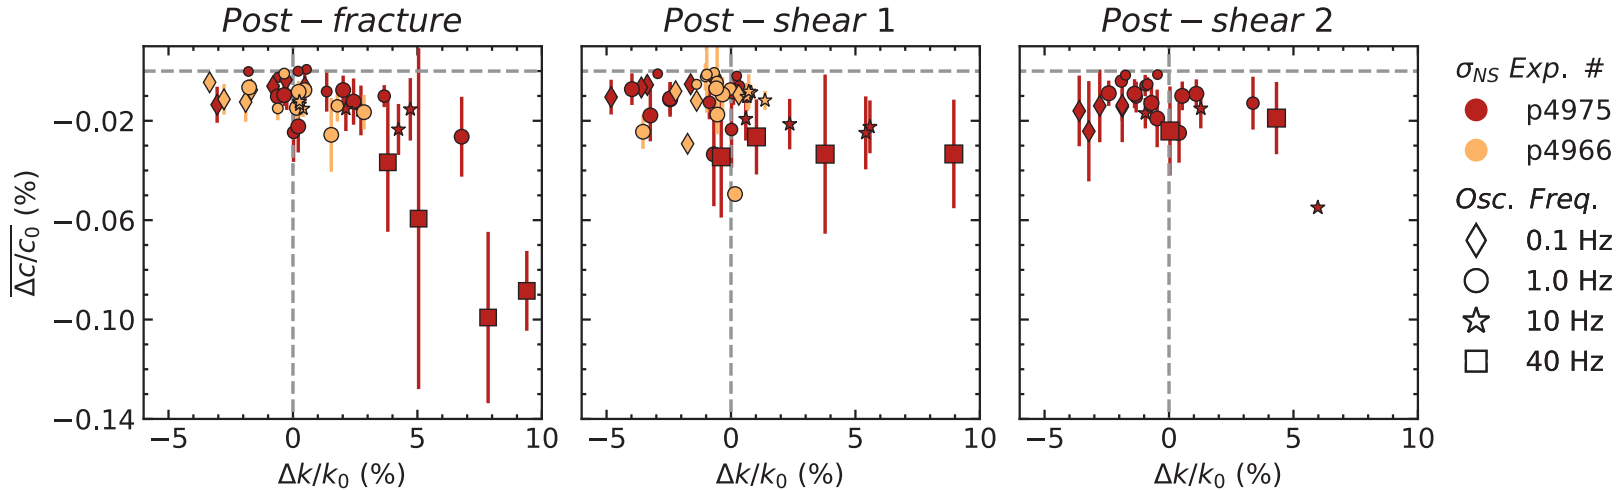 Post − fracture
Post − shear 1
Post − shear 2
−0.02
−0.06
−0.10
−0.14
Δc/c0 (%)
−5 0 5 10
−5 0 5 10
−5 0 5 10
Δk/k0 (%)
Δk/k0 (%)
Δk/k0 (%)
σNS Exp. #
p4975
p4966
Osc. Freq.
0.1 Hz
1.0 Hz
10 Hz
40 Hz